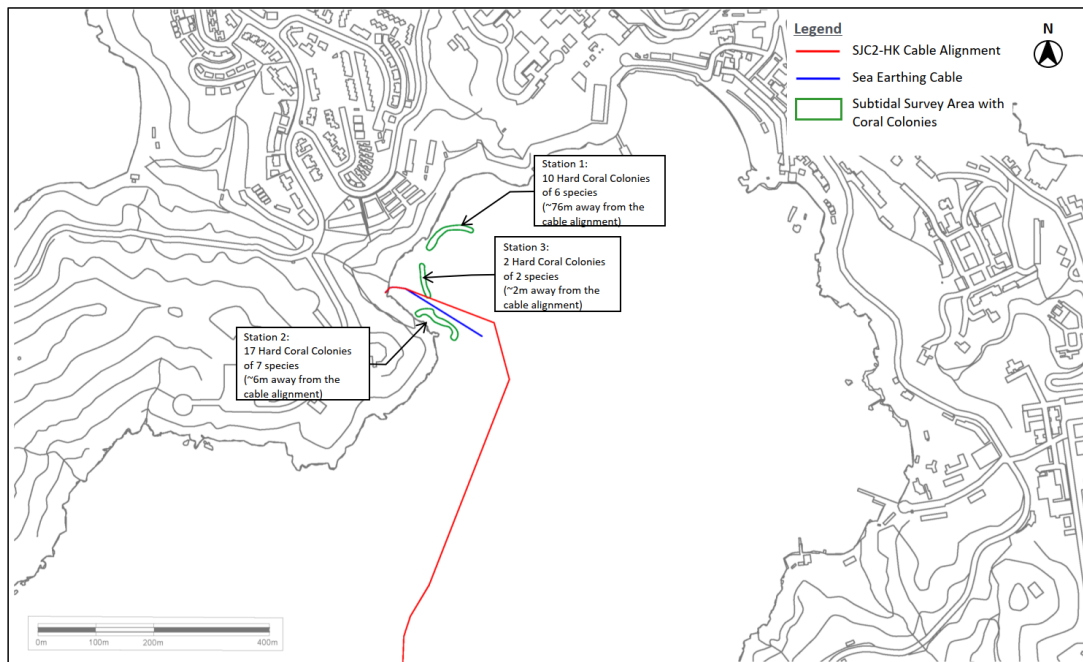 Legend
N
SJC2-HK Cable Alignment
Sea Earthing Cable
Subtidal Survey Area with
Coral Colonies
Station 1:
10 Hard Coral Colonies
of 6 species
(~76m away from the
cable alignment)
Station 3:
2 Hard Coral Colonies
of 2 species
(~2m away from the
cable alignment)
Station 2:
17 Hard Coral Colonies
of 7 species
(~6m away from the
cable alignment)
0m 100m 200m 400m